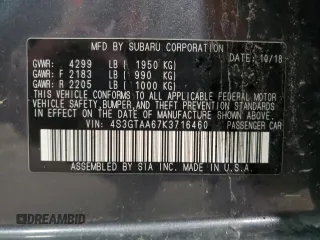 MFD BY SUBARU CORPORATION
GVWR: 4299 LB ( 1950 KG) DATE: 10/18
GAWR: F 2183 LB ( 990 KG)
GAWR: R 2205 LB ( 1000 KG)
THIS VEHICLE CONFORMS TO ALL APPLICABLE FEDERAL MOTOR VEHICLE
SAFETY, BUMPER, AND THEFT PREVENTION STANDARDS
IN EFFECT ON THE DATE OF MANUFACTURE SHOWN ABOVE.
VIN: 4S3GTAA67K3716460 PASSENGER CAR
ASSEMBLED BY SIA INC. MADE IN U.S.A.
©DREAMBID